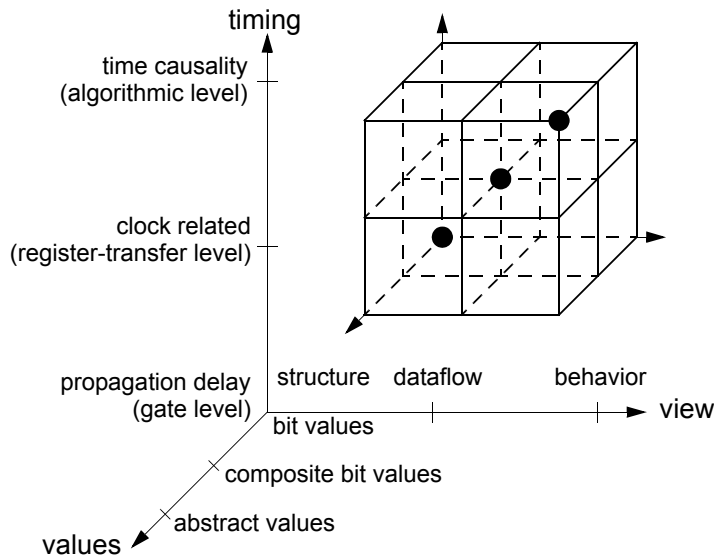 timing
time causality
(algorithmic level)
clock related
(register-transfer level)
propagation delay
(gate level)
structure dataflow behavior
view
bit values
composite bit values
abstract values
values